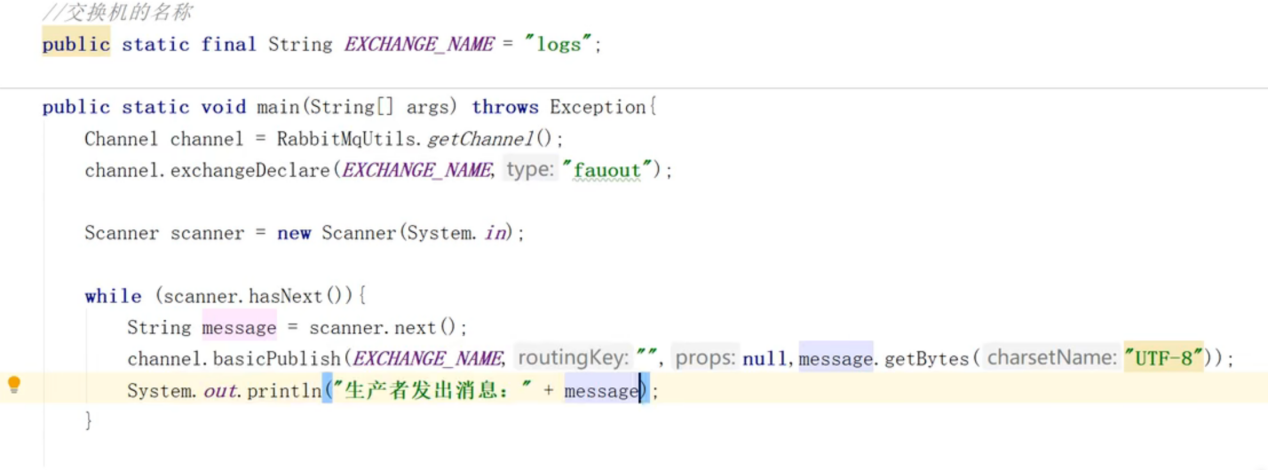 //交换机的名称
public static final String EXCHANGE_NAME = "logs";
public static void main(String[] args) throws Exception{
Channel channel = RabbitMqUtils.getChannel();
channel.exchangeDeclare(EXCHANGE_NAME, type: "fauout");
Scanner scanner = new Scanner(System.in);
while (scanner.hasNext()){
String message = scanner.next();
channel.basicPublish(EXCHANGE_NAME, routingKey: "", props: null,message.getBytes( charsetName: "UTF-8"));
System.out.println("生产者发出消息：" + message);
}